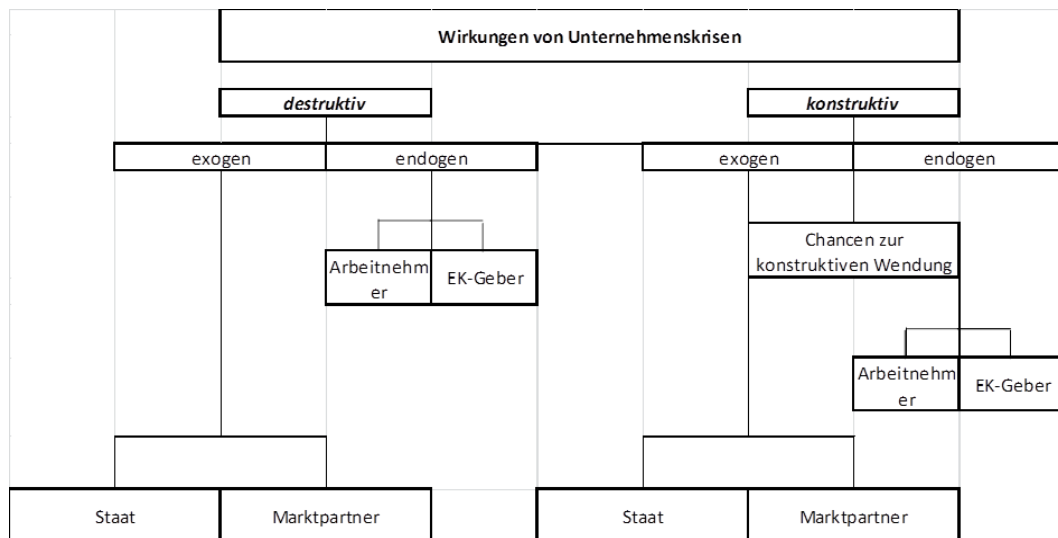 Wirkungen von Unternehmenskrisen
destruktiv
konstruktiv
exogen
endogen
exogen
endogen
Chancen zur
konstruktiven Wendung
Arbeitnehm
er
EK-Geber
Arbeitnehm
er
EK-Geber
Staat
Marktpartner
Staat
Marktpartner